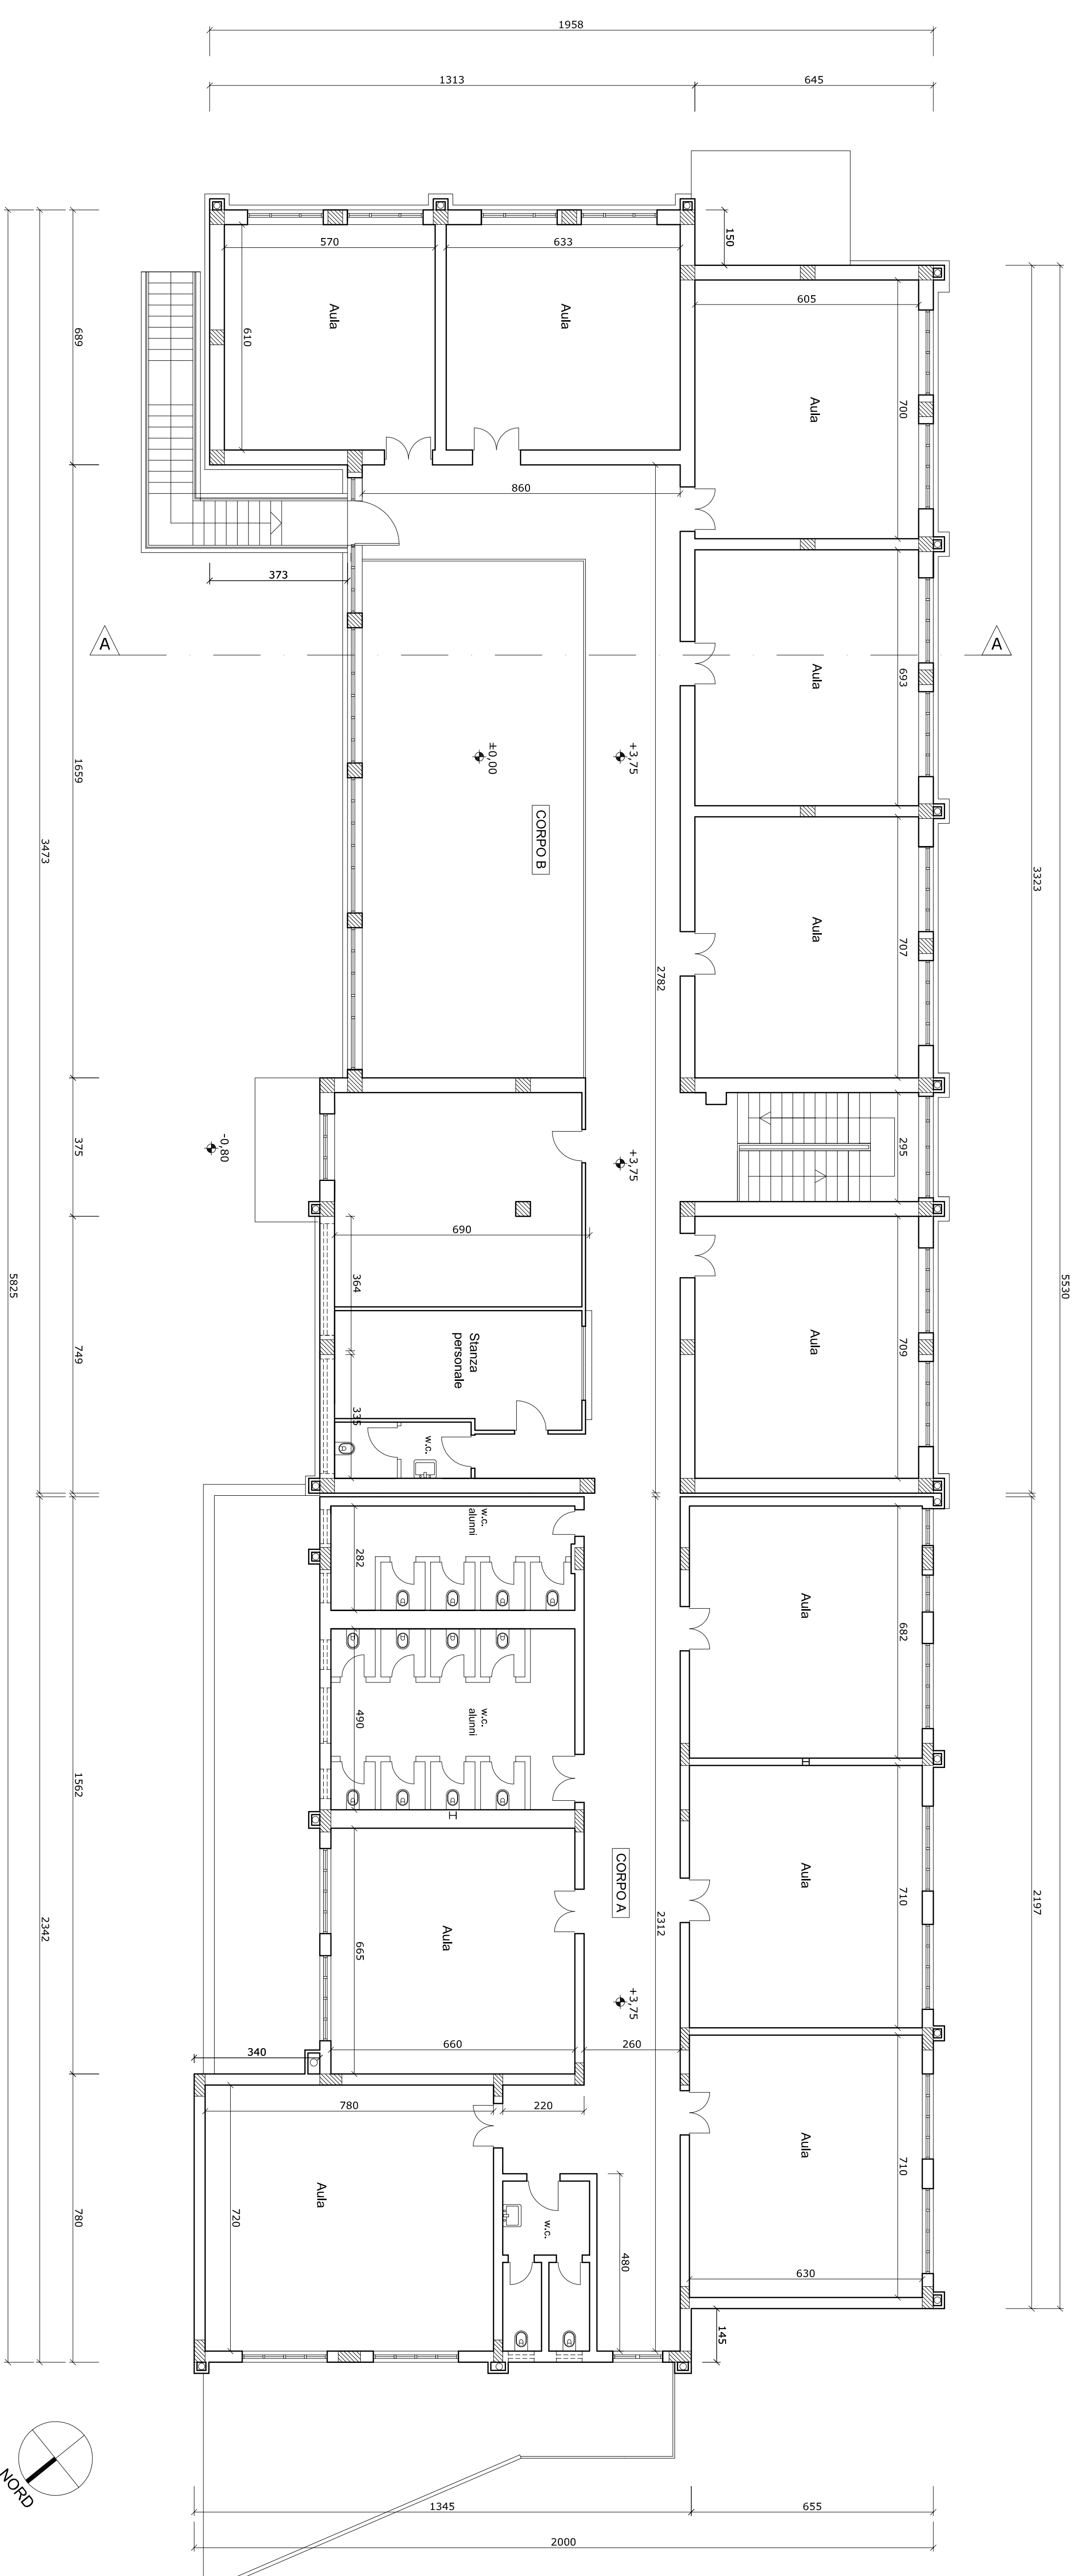 1958
1313
645
150
570
633
605
Aula
Aula
610
689
Aula
700
860
373
A
A
Aula
693
±0,00
+3,75
1659
CORPO B
3473
3323
Aula
707
2782
-0,80
+3,75
375
295
690
364
5825
5530
749
Stanza
personale
Aula
709
335
w.c.
w.c.
alunni
282
Aula
682
w.c.
alunni
490
1562
CORPO A
Aula
710
Aula
665
2342
2312
2197
+3,75
340
660
260
780
220
Aula
710
Aula
720
780
w.c.
480
630
145
NORD
1345
655
2000